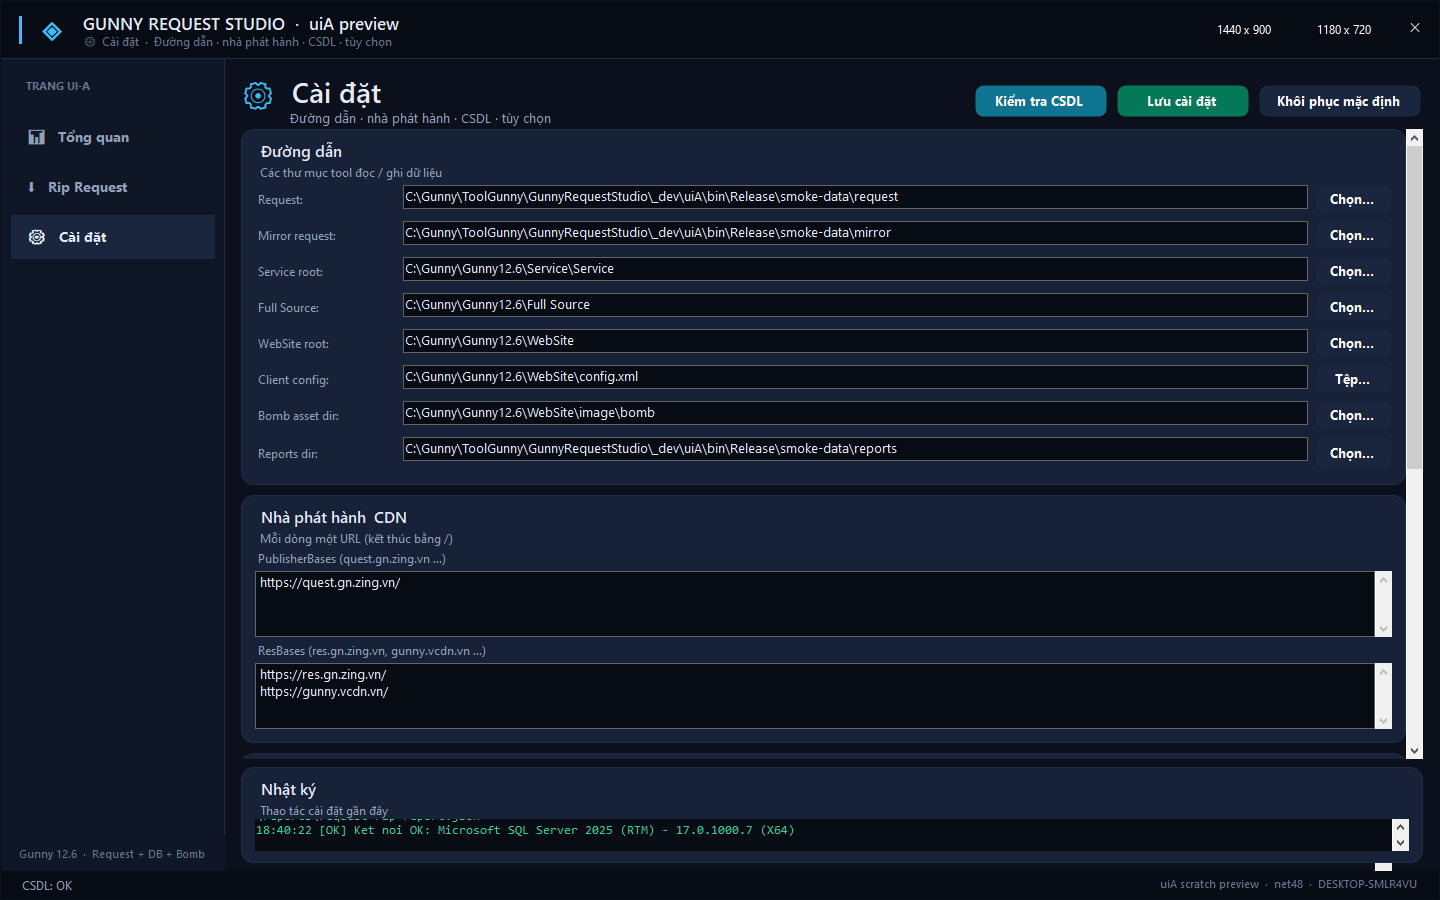 GUNNY REQUEST STUDIO · uiA preview
Cài đặt · Đường dẫn · nhà phát hành · CSDL · tùy chọn
1440 x 900
1180 x 720
×
TRANG UI-A
Tổng quan
Rip Request
Cài đặt
Cài đặt
Đường dẫn · nhà phát hành · CSDL · tùy chọn
Kiểm tra CSDL
Lưu cài đặt
Khôi phục mặc định
Đường dẫn
Các thư mục tool đọc / ghi dữ liệu
Request: C:\Gunny\ToolGunny\GunnyRequestStudio\_dev\uiA\bin\Release\smoke-data\request Chọn...
Mirror request: C:\Gunny\ToolGunny\GunnyRequestStudio\_dev\uiA\bin\Release\smoke-data\mirror Chọn...
Service root: C:\Gunny\Gunny12.6\Service\Service Chọn...
Full Source: C:\Gunny\Gunny12.6\Full Source Chọn...
WebSite root: C:\Gunny\Gunny12.6\WebSite Chọn...
Client config: C:\Gunny\Gunny12.6\WebSite\config.xml Tệp...
Bomb asset dir: C:\Gunny\Gunny12.6\WebSite\image\bomb Chọn...
Reports dir: C:\Gunny\ToolGunny\GunnyRequestStudio\_dev\uiA\bin\Release\smoke-data\reports Chọn...
Nhà phát hành CDN
Mỗi dòng một URL (kết thúc bằng /)
PublisherBases (quest.gn.zing.vn ...)
https://quest.gn.zing.vn/
ResBases (res.gn.zing.vn, gunny.vcdn.vn ...)
https://res.gn.zing.vn/
https://gunny.vcdn.vn/
Nhật ký
Thao tác cài đặt gần đây
18:40:22 [OK] Ket noi OK: Microsoft SQL Server 2025 (RTM) - 17.0.1000.7 (X64)
Gunny 12.6 · Request + DB + Bomb
CSDL: OK
uiA scratch preview · net48 · DESKTOP-SMLR4VU